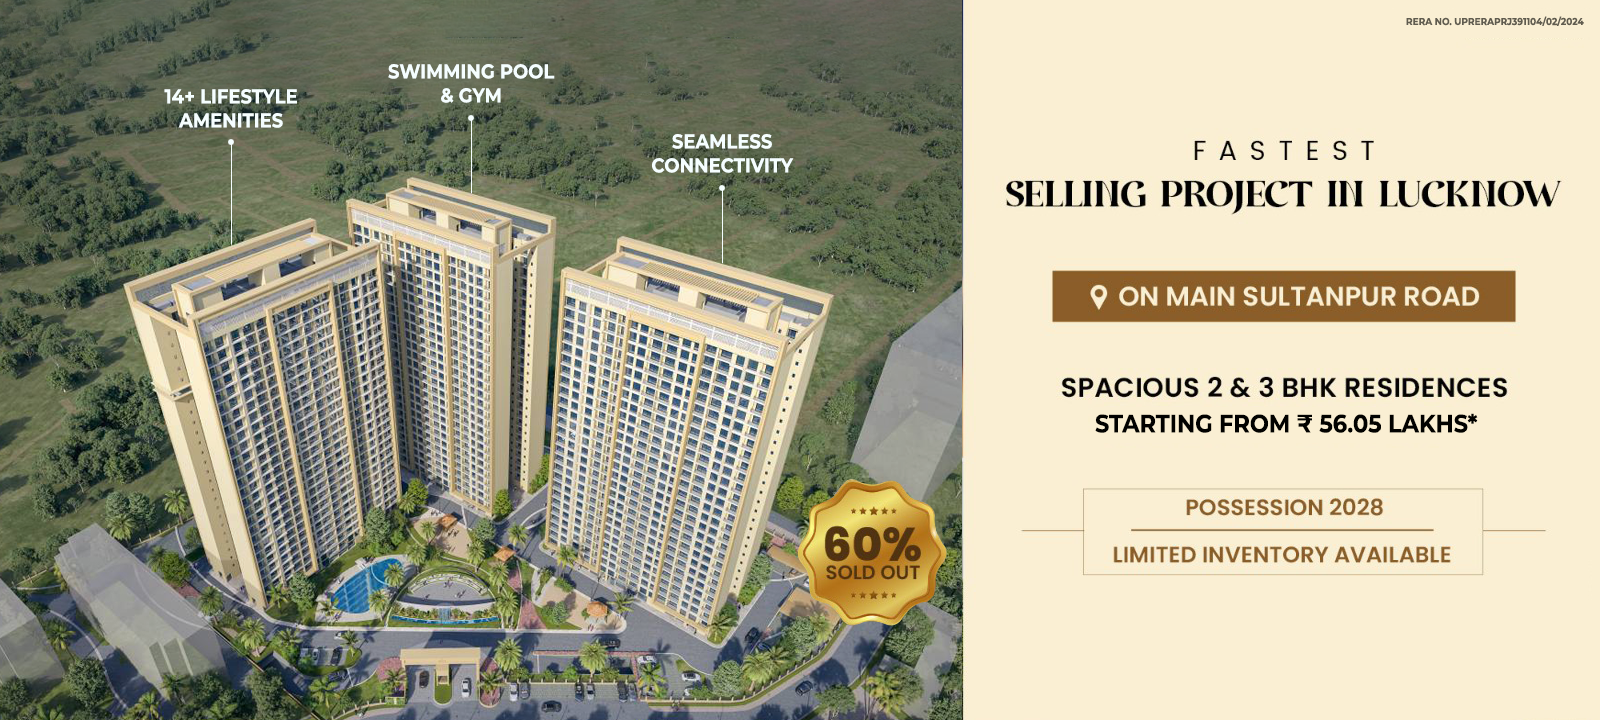 RERA NO. UPRERAPRJ391104/02/2024
14+ LIFESTYLE
AMENITIES
SWIMMING POOL
& GYM
SEAMLESS
CONNECTIVITY
60%
SOLD OUT
FASTEST
SELLING PROJECT IN LUCKNOW
ON MAIN SULTANPUR ROAD
SPACIOUS 2 & 3 BHK RESIDENCES
STARTING FROM ₹ 56.05 LAKHS*
POSSESSION 2028
LIMITED INVENTORY AVAILABLE